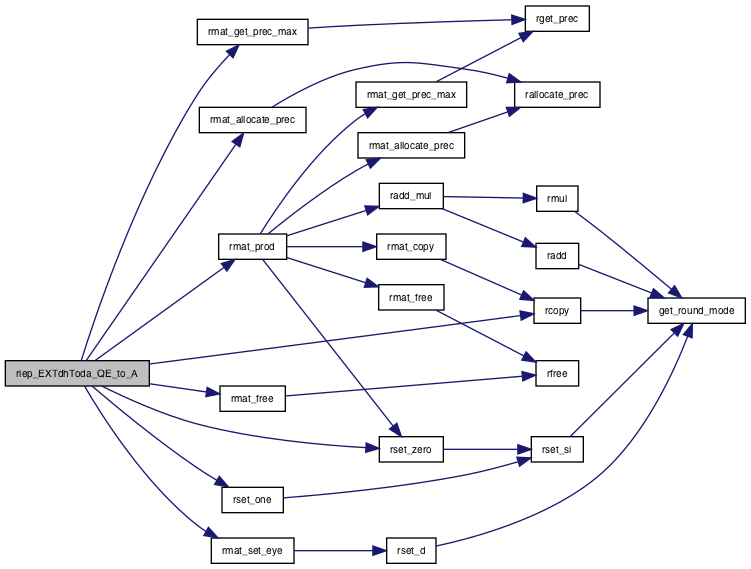 rmat_get_prec_max
rget_prec
rmat_get_prec_max
rallocate_prec
rmat_allocate_prec
rmat_allocate_prec
radd_mul
rmul
rmat_prod
rmat_copy
radd
rmat_free
rcopy
get_round_mode
riep_EXTdhToda_QE_to_A
rfree
rmat_free
rset_zero
rset_si
rset_one
rmat_set_eye
rset_d